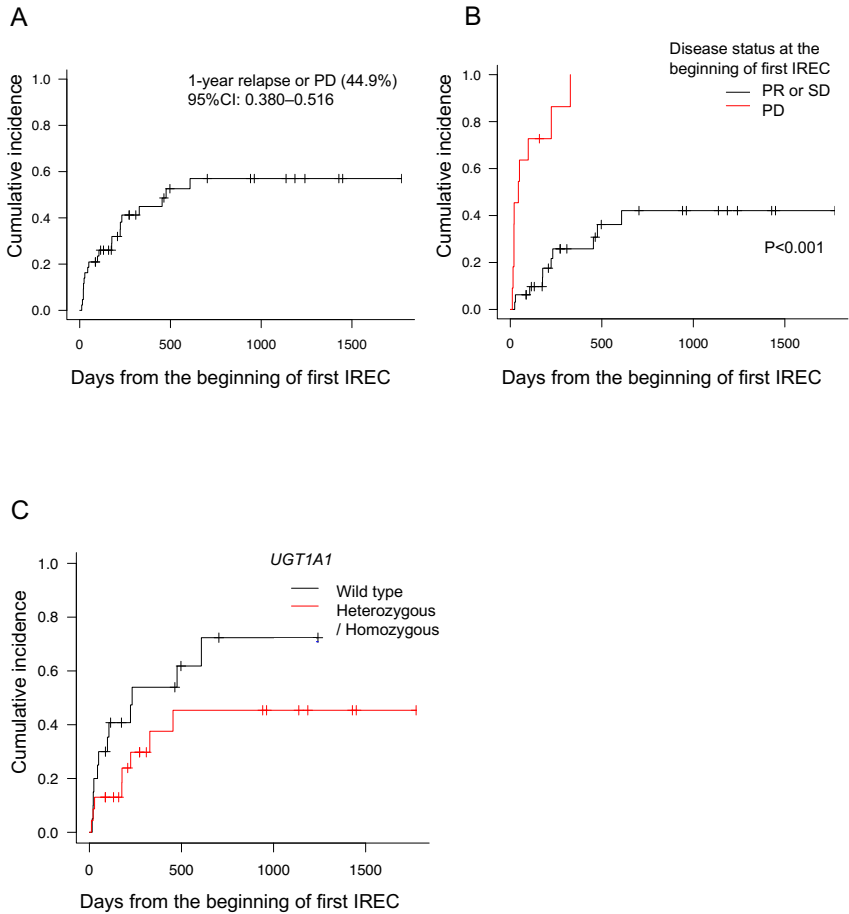 A
1-year relapse or PD (44.9%)
95%CI: 0.380–0.516
Cumulative incidence
1.0
0.8
0.6
0.4
0.2
0.0
0
500
1000
1500
Days from the beginning of first IREC
B
Disease status at the
beginning of first IREC
PR or SD
PD
P<0.001
Cumulative incidence
1.0
0.8
0.6
0.4
0.2
0.0
0
500
1000
1500
Days from the beginning of first IREC
C
UGT1A1
Wild type
Heterozygous
/ Homozygous
Cumulative incidence
1.0
0.8
0.6
0.4
0.2
0.0
0
500
1000
1500
Days from the beginning of first IREC